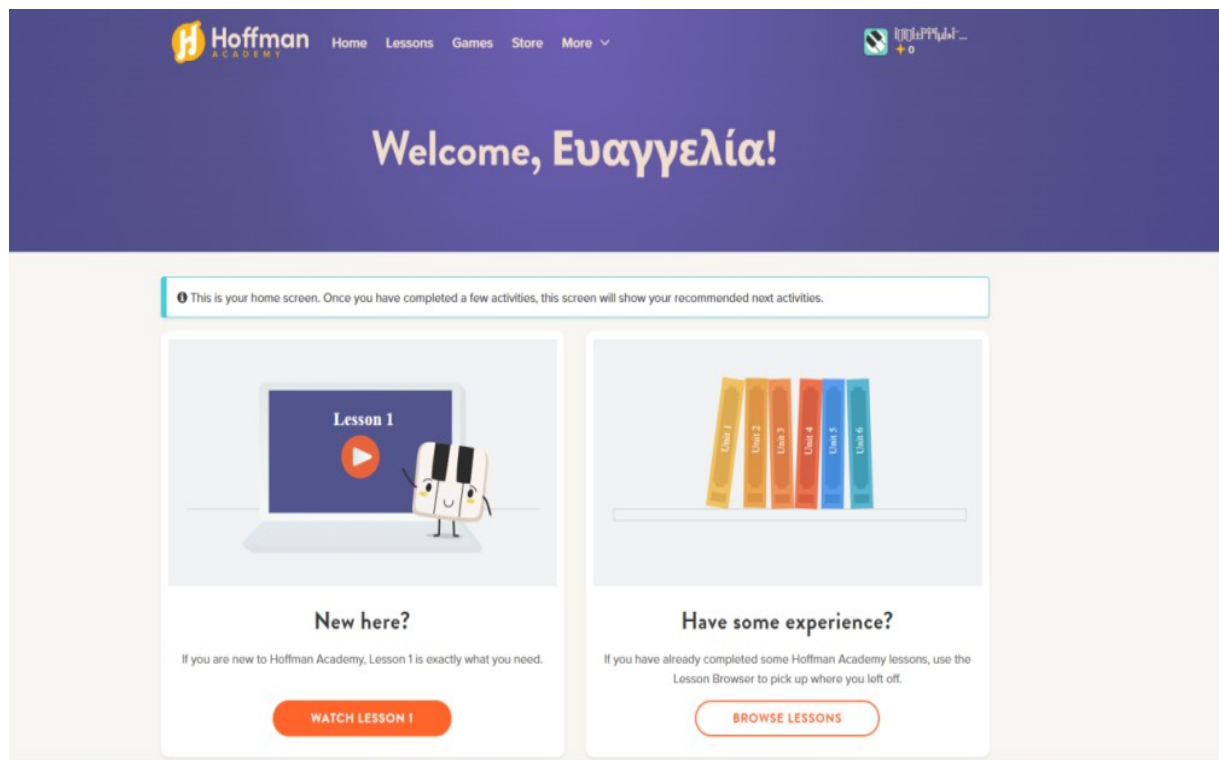 Hoffman
ACADEMY
Home Lessons Games Store More
0
Welcome, Ευαγγελία!
This is your home screen. Once you have completed a few activities, this screen will show your recommended next activities.
Lesson 1
Unit 1
Unit 2
Unit 3
Unit 4
Unit 5
Unit 6
New here?
If you are new to Hoffman Academy, Lesson 1 is exactly what you need.
WATCH LESSON 1
Have some experience?
If you have already completed some Hoffman Academy lessons, use the
Lesson Browser to pick up where you left off.
BROWSE LESSONS